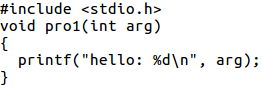 #include <stdio.h>
void pro1(int arg)
{
  printf("hello: %d\n", arg);
}